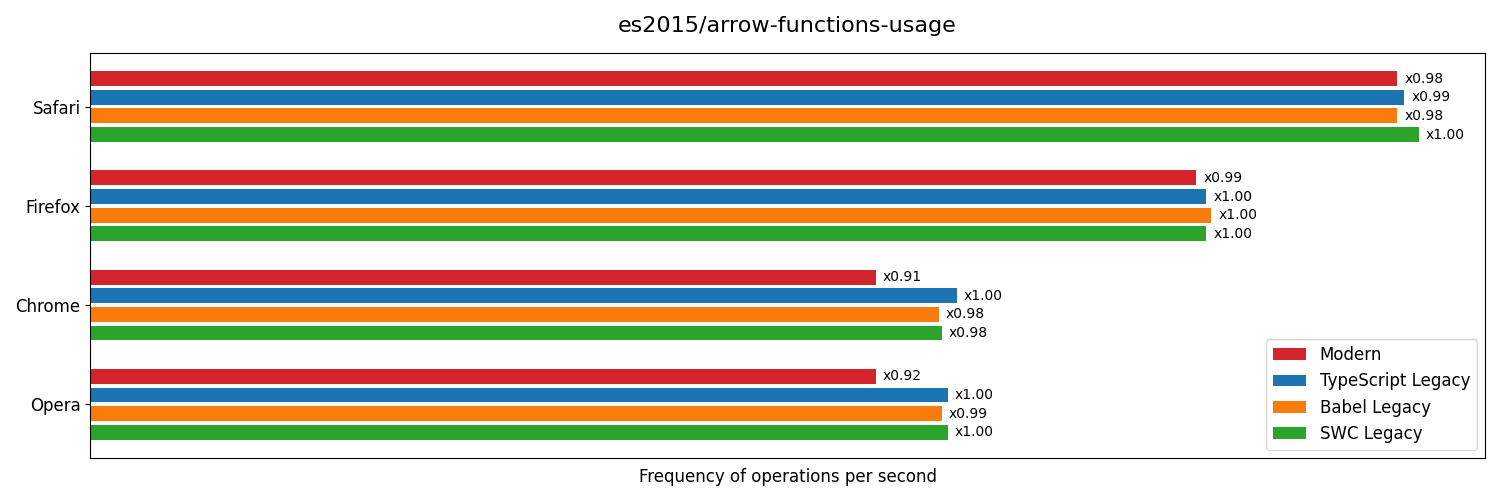 es2015/arrow-functions-usage
Safari
x0.98
x0.99
x0.98
x1.00
Firefox
x0.99
x1.00
x1.00
x1.00
Chrome
x0.91
x1.00
x0.98
x0.98
Opera
x0.92
x1.00
x0.99
x1.00
Modern
TypeScript Legacy
Babel Legacy
SWC Legacy
Frequency of operations per second